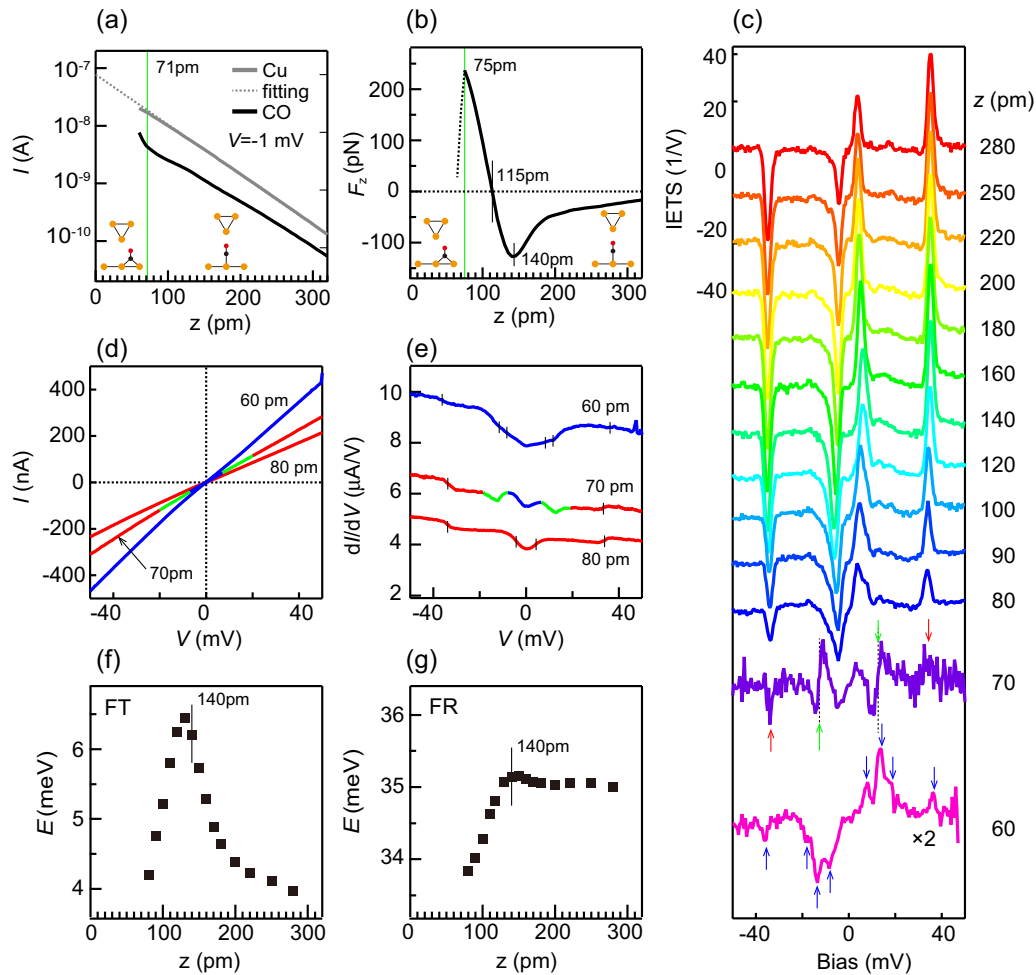 (a)
I (A)
10⁻⁷
10⁻⁸
10⁻⁹
10⁻¹⁰
71pm
Cu
fitting
CO
V=-1 mV
0 100 200 300
z (pm)
(b)
F_z (pN)
200
100
0
-100
75pm
115pm
140pm
0 100 200 300
z (pm)
(c)
IETS (1/V)
40
20
0
-20
-40
z (pm)
280
250
220
200
180
160
140
120
100
90
80
70
60
×2
-40 0 40
Bias (mV)
(d)
I (nA)
400
200
0
-200
-400
60 pm
80 pm
70pm
-40 0 40
V (mV)
(e)
dI/dV (μA/V)
10
8
6
4
2
60 pm
70 pm
80 pm
-40 0 40
V (mV)
(f)
FT
E (meV)
6
5
4
140pm
0 100 200 300
z (pm)
(g)
FR
E (meV)
36
35
34
33
140pm
0 100 200 300
z (pm)